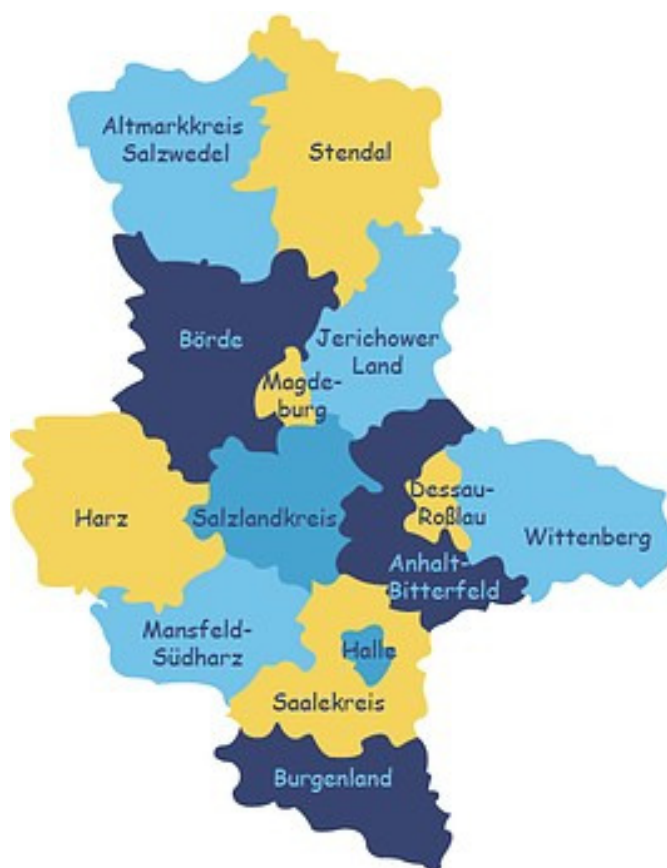 Altmarkkreis
Salzwedel
Stendal
Börde
Jerichower
Land
Magde-
burg
Harz
Salzlandkreis
Dessau-
Roßlau
Wittenberg
Anhalt-
Bitterfeld
Mansfeld-
Südharz
Halle
Saalekreis
Burgenland